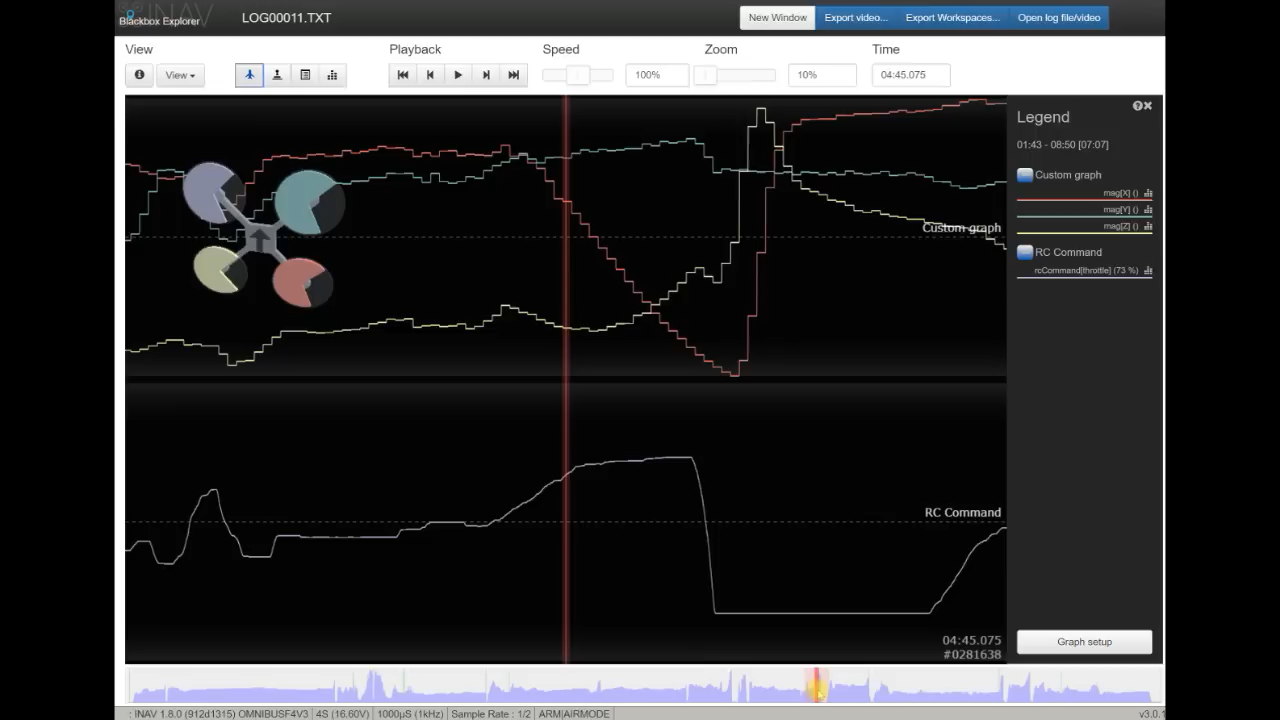 INAV
Blackbox Explorer
LOG00011.TXT
New Window
Export video...
Export Workspaces...
Open log file/video
View
Playback
Speed
Zoom
Time
View
100%
10%
04:45.075
Legend
01:43 - 08:50 [07:07]
Custom graph
mag[X] ()
mag[Y] ()
mag[Z] ()
RC Command
rcCommand[throttle] (73 %)
Custom graph
RC Command
04:45.075
#0281638
Graph setup
: INAV 1.8.0 (912d1315) OMNIBUSF4V3
4S (16.60V)
1000µS (1kHz)
Sample Rate : 1/2
ARM|AIRMODE